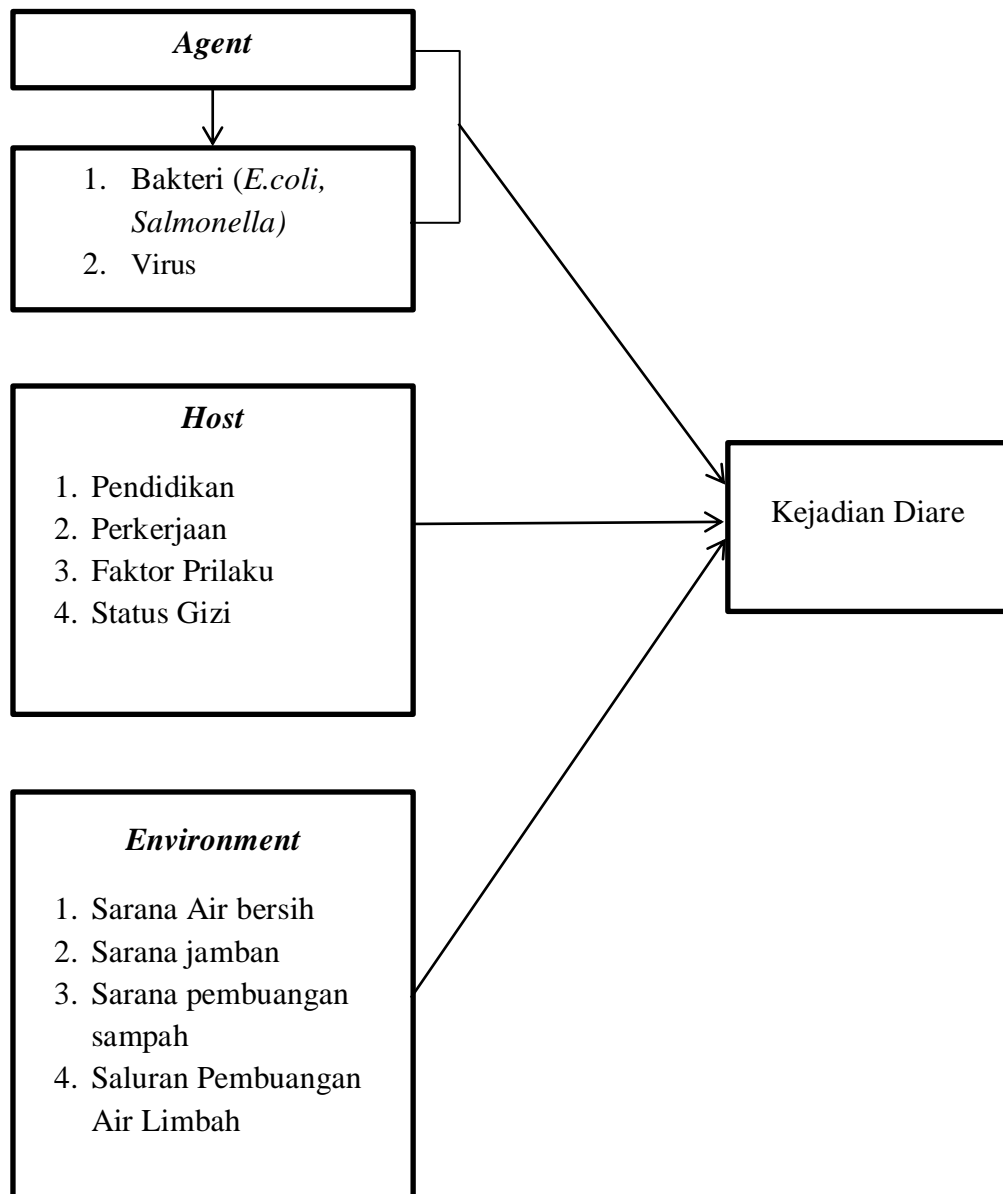 Agent
1. Bakteri (E.coli,
Salmonella)
2. Virus
Host
1. Pendidikan
2. Perkerjaan
3. Faktor Prilaku
4. Status Gizi
Kejadian Diare
Environment
1. Sarana Air bersih
2. Sarana jamban
3. Sarana pembuangan
sampah
4. Saluran Pembuangan
Air Limbah